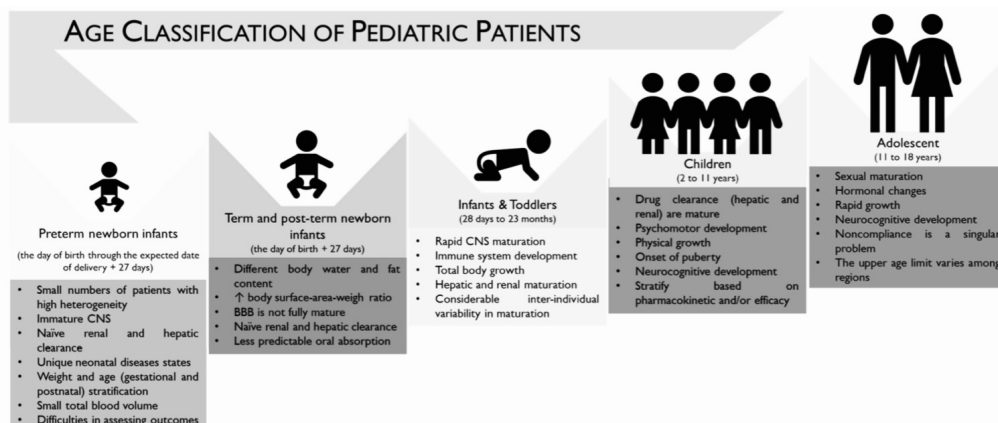 AGE CLASSIFICATION OF PEDIATRIC PATIENTS
Preterm newborn infants
(the day of birth through the expected date
of delivery + 27 days)
• Small numbers of patients with
high heterogeneity
• Immature CNS
• Naïve renal and hepatic
clearance
• Unique neonatal diseases states
• Weight and age (gestational and
postnatal) stratification
• Small total blood volume
• Difficulties in assessing outcomes
Term and post-term newborn
infants
(the day of birth + 27 days)
• Different body water and fat
content
• ↑ body surface-area-weigh ratio
• BBB is not fully mature
• Naïve renal and hepatic clearance
• Less predictable oral absorption
Infants & Toddlers
(28 days to 23 months)
• Rapid CNS maturation
• Immune system development
• Total body growth
• Hepatic and renal maturation
• Considerable inter-individual
variability in maturation
Children
(2 to 11 years)
• Drug clearance (hepatic and
renal) are mature
• Psychomotor development
• Physical growth
• Onset of puberty
• Neurocognitive development
• Stratify based on
pharmacokinetic and/or efficacy
Adolescent
(11 to 18 years)
• Sexual maturation
• Hormonal changes
• Rapid growth
• Neurocognitive development
• Noncompliance is a singular
problem
• The upper age limit varies among
regions